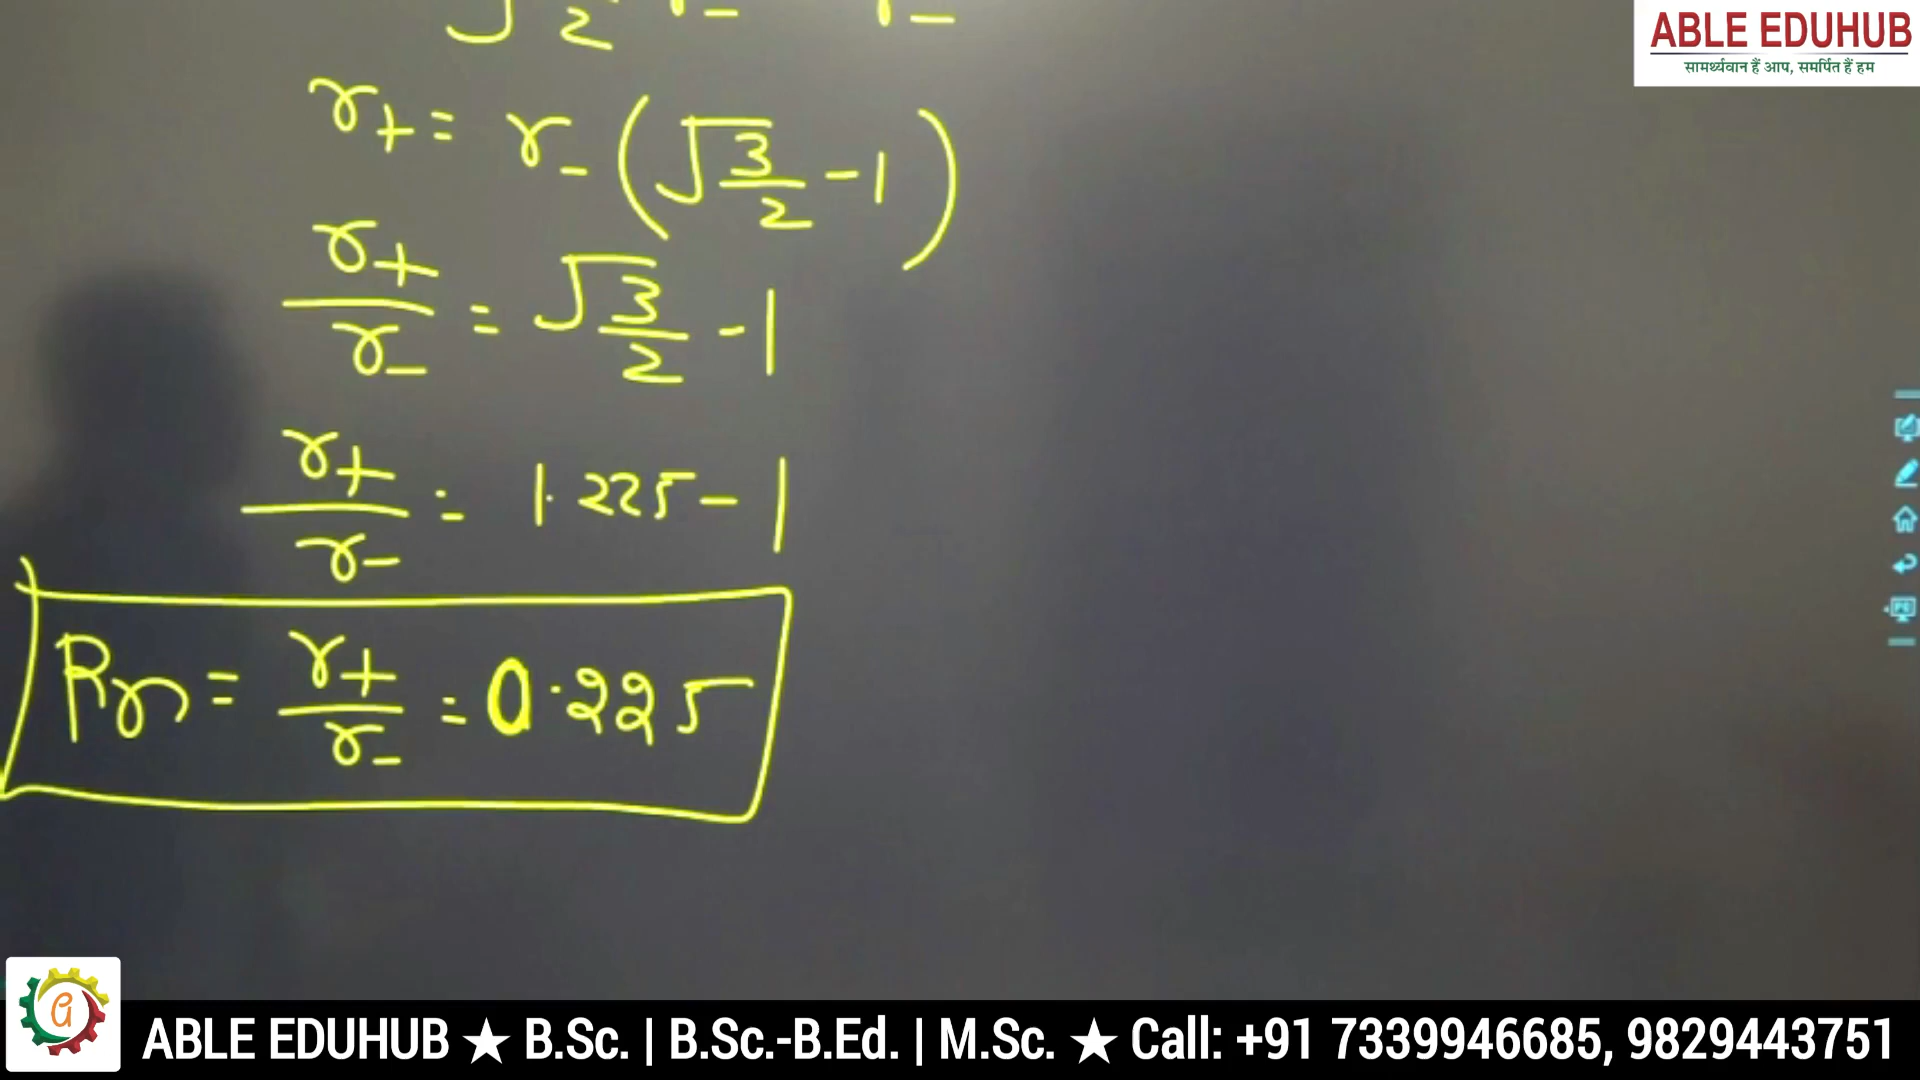 ABLE EDUHUB
सामर्थ्यवान हैं आप, समर्पित हैं हम
r+ = r- (√3/2 - 1)
r+/r- = √3/2 - 1
r+/r- = 1.225 - 1
Rr = r+/r- = 0.225
ABLE EDUHUB ★ B.Sc. | B.Sc.-B.Ed. | M.Sc. ★ Call: +91 7339946685, 9829443751